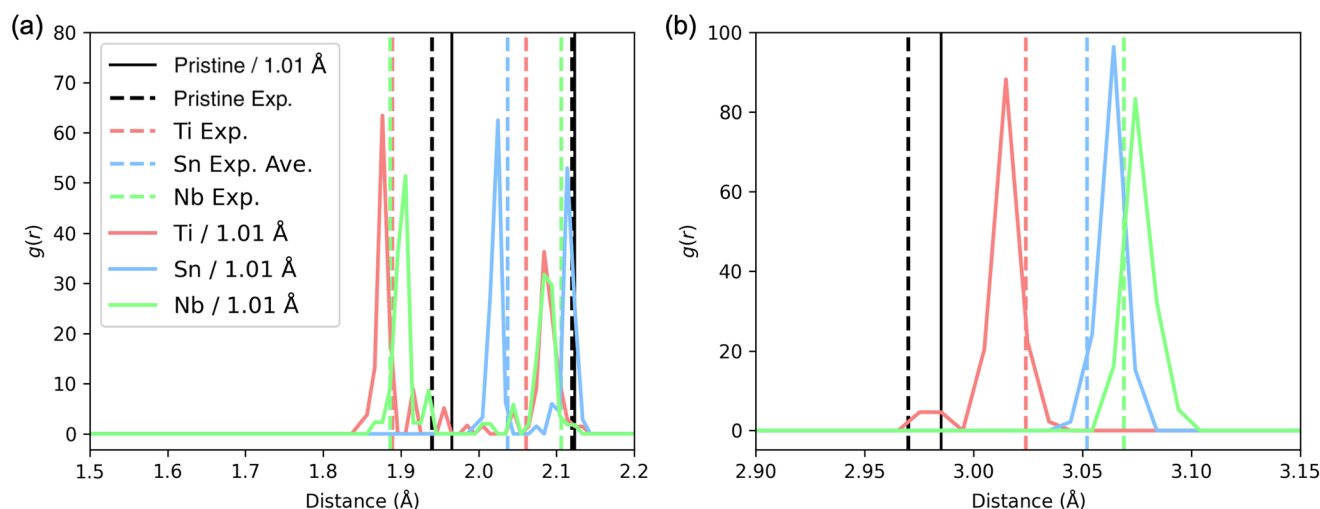 (a)
80
70
60
50
40
30
20
10
0
g(r)
Pristine / 1.01 Å
Pristine Exp.
Ti Exp.
Sn Exp. Ave.
Nb Exp.
Ti / 1.01 Å
Sn / 1.01 Å
Nb / 1.01 Å
1.5 1.6 1.7 1.8 1.9 2.0 2.1 2.2
Distance (Å)
(b)
100
80
60
40
20
0
g(r)
2.90 2.95 3.00 3.05 3.10 3.15
Distance (Å)